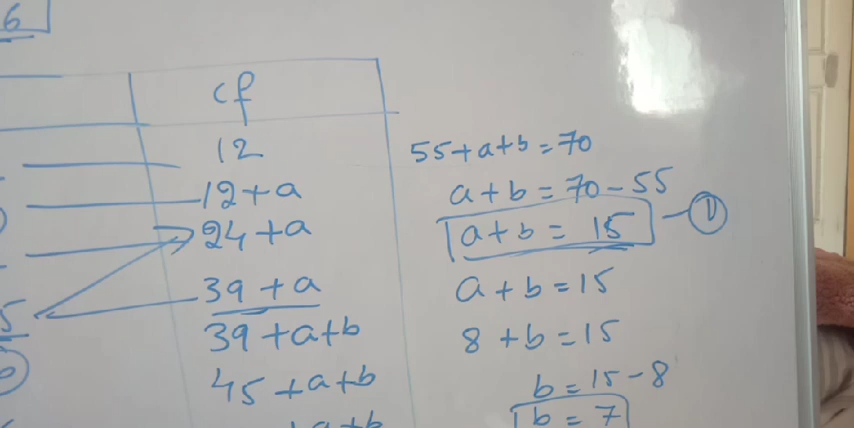 6
cf
12
12+a
24+a
39+a
39+a+b
45+a+b
a+b
55+a+b=70
a+b=70-55
a+b=15 ①
a+b=15
8+b=15
b=15-8
b=7
5